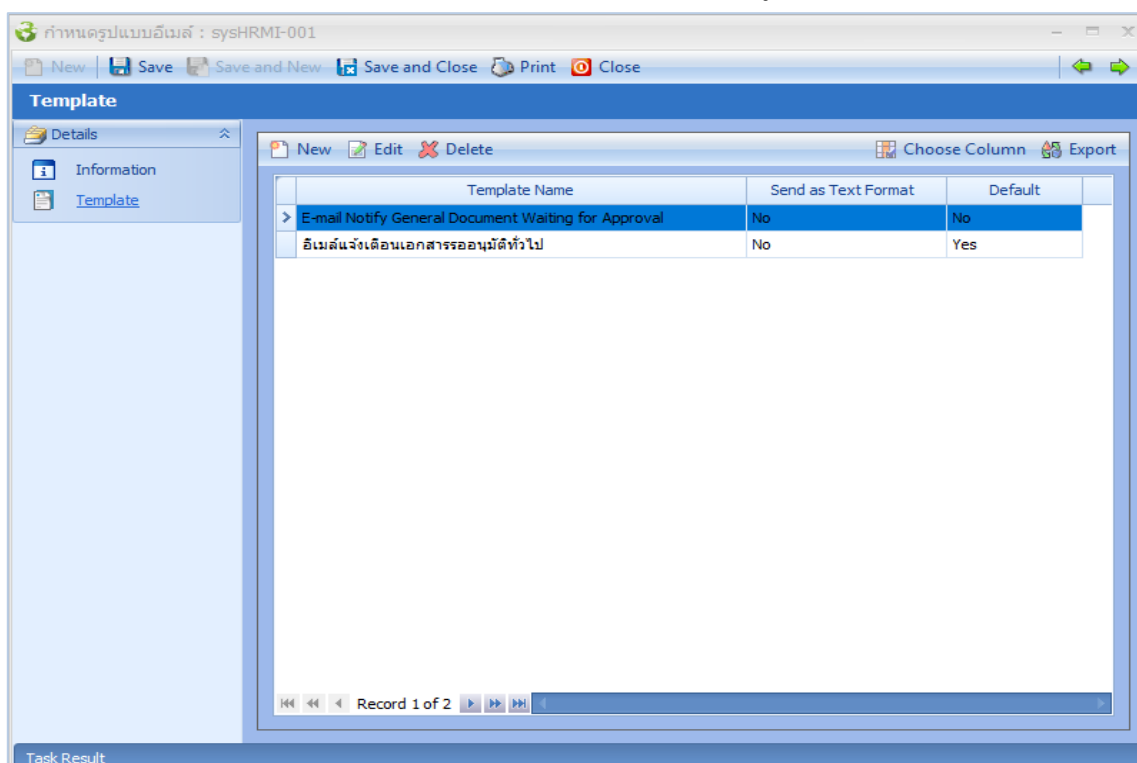 กำหนดรูปแบบอีเมล์ : sysHRMI-001
New Save Save and New Save and Close Print Close
Template
Details
Information
Template
New Edit Delete Choose Column Export
Template Name Send as Text Format Default
E-mail Notify General Document Waiting for Approval No No
อีเมล์แจ้งเตือนเอกสารรออนุมัติทั่วไป No Yes
Record 1 of 2
Task Result